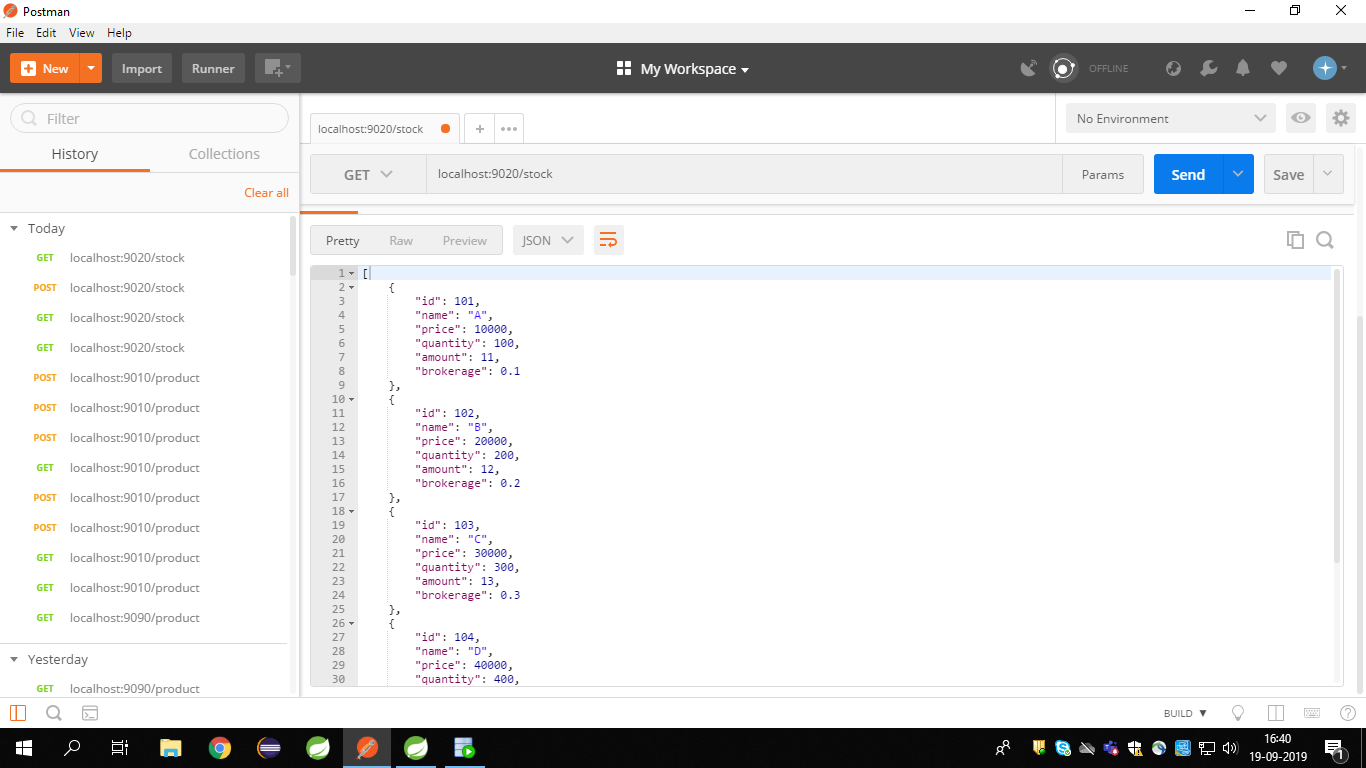 Postman
File Edit View Help
New Import Runner My Workspace OFFLINE
Filter
History Collections
Clear all
Today
GET localhost:9020/stock
POST localhost:9020/stock
GET localhost:9020/stock
GET localhost:9020/stock
POST localhost:9010/product
POST localhost:9010/product
POST localhost:9010/product
GET localhost:9010/product
POST localhost:9010/product
POST localhost:9010/product
GET localhost:9010/product
GET localhost:9010/product
GET localhost:9090/product
Yesterday
GET localhost:9090/product
localhost:9020/stock + •••
No Environment
GET localhost:9020/stock Params Send Save
Pretty Raw Preview JSON
1 [
2 {
3 "id": 101,
4 "name": "A",
5 "price": 10000,
6 "quantity": 100,
7 "amount": 11,
8 "brokerage": 0.1
9 },
10 {
11 "id": 102,
12 "name": "B",
13 "price": 20000,
14 "quantity": 200,
15 "amount": 12,
16 "brokerage": 0.2
17 },
18 {
19 "id": 103,
20 "name": "C",
21 "price": 30000,
22 "quantity": 300,
23 "amount": 13,
24 "brokerage": 0.3
25 },
26 {
27 "id": 104,
28 "name": "D",
29 "price": 40000,
30 "quantity": 400,
BUILD
16:40
19-09-2019
1